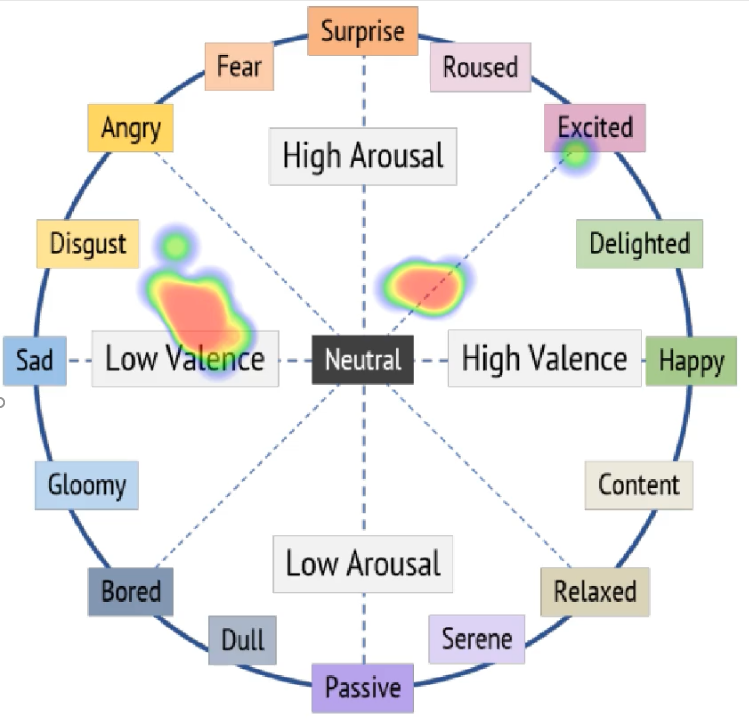 Surprise
Fear
Roused
Angry
Excited
High Arousal
Disgust
Delighted
Sad
Low Valence
Neutral
High Valence
Happy
Gloomy
Content
Low Arousal
Bored
Relaxed
Dull
Serene
Passive